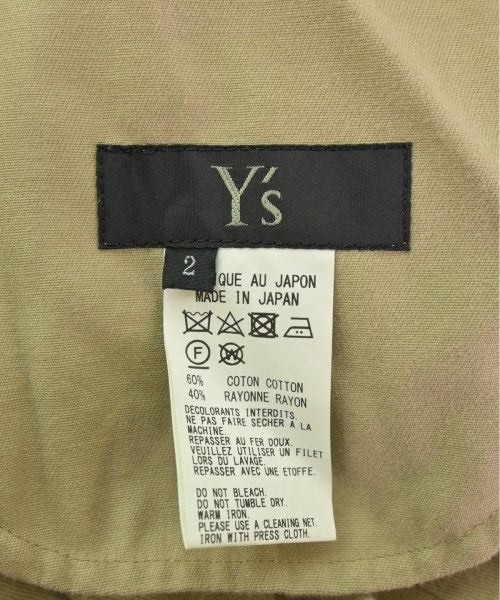 Y's
2
IQUE AU JAPON
MADE IN JAPAN
F W
60% COTON COTTON
40% RAYONNE RAYON
DECOLORANTS INTERDITS.
NE PAS FAIRE SECHER A LA
MACHINE.
REPASSER AU FER DOUX.
VEUILLEZ UTILISER UN FILET
LORS DU LAVAGE.
REPASSER AVEC UNE ETOFFE.
DO NOT BLEACH.
DO NOT TUMBLE DRY.
WARM IRON.
PLEASE USE A CLEANING NET.
IRON WITH PRESS CLOTH.